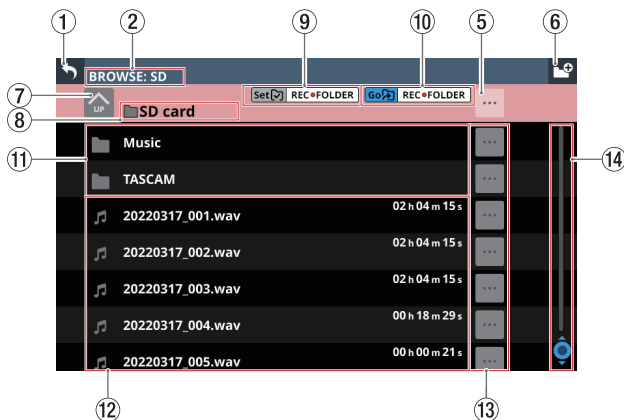 ① ② ⑨ ⑩ ⑤ ⑥
BROWSE: SD
⑦ UP Set REC●FOLDER Go REC●FOLDER ...
⑧ SD card
⑪ Music ... ⑭
TASCAM ...
20220317_001.wav 02 h 04 m 15 s ...
20220317_002.wav 02 h 04 m 15 s ...
20220317_003.wav 02 h 04 m 15 s ...
20220317_004.wav 00 h 18 m 29 s ...
20220317_005.wav 00 h 00 m 21 s ...
⑫ ⑬